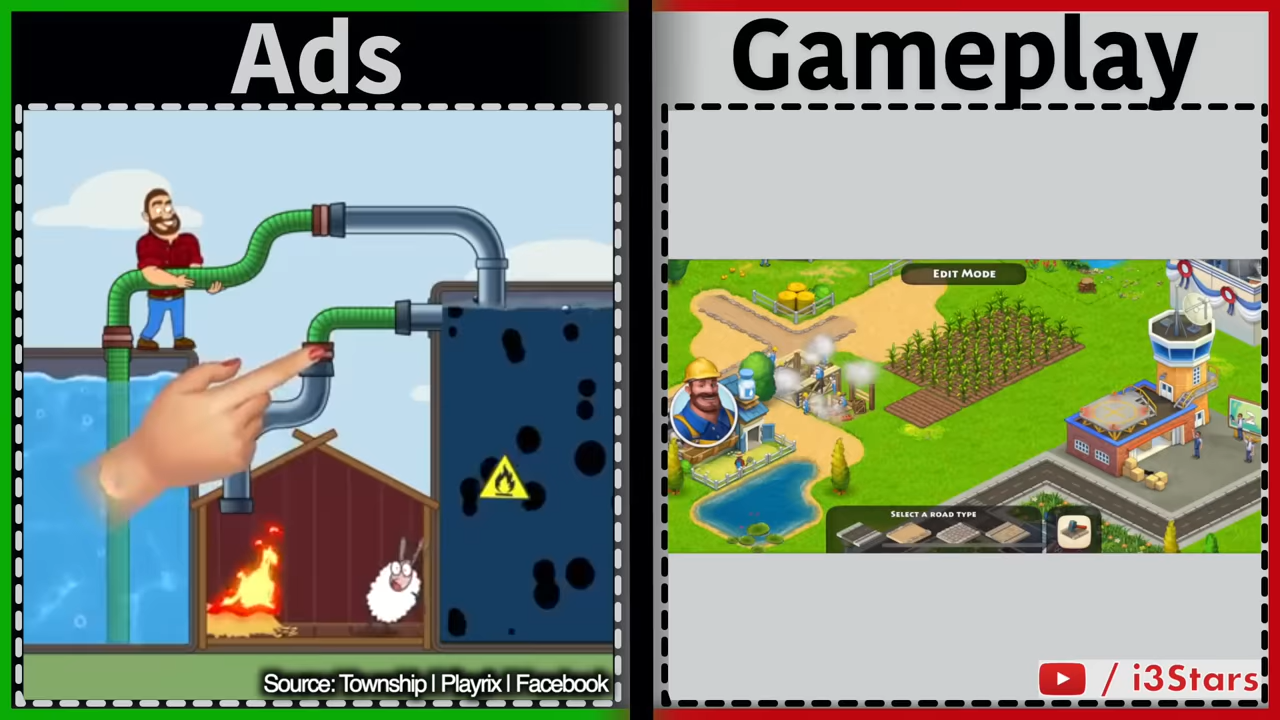 Ads
Gameplay
EDIT MODE
SELECT A ROAD TYPE
Source: Township | Playrix | Facebook
/ i3Stars